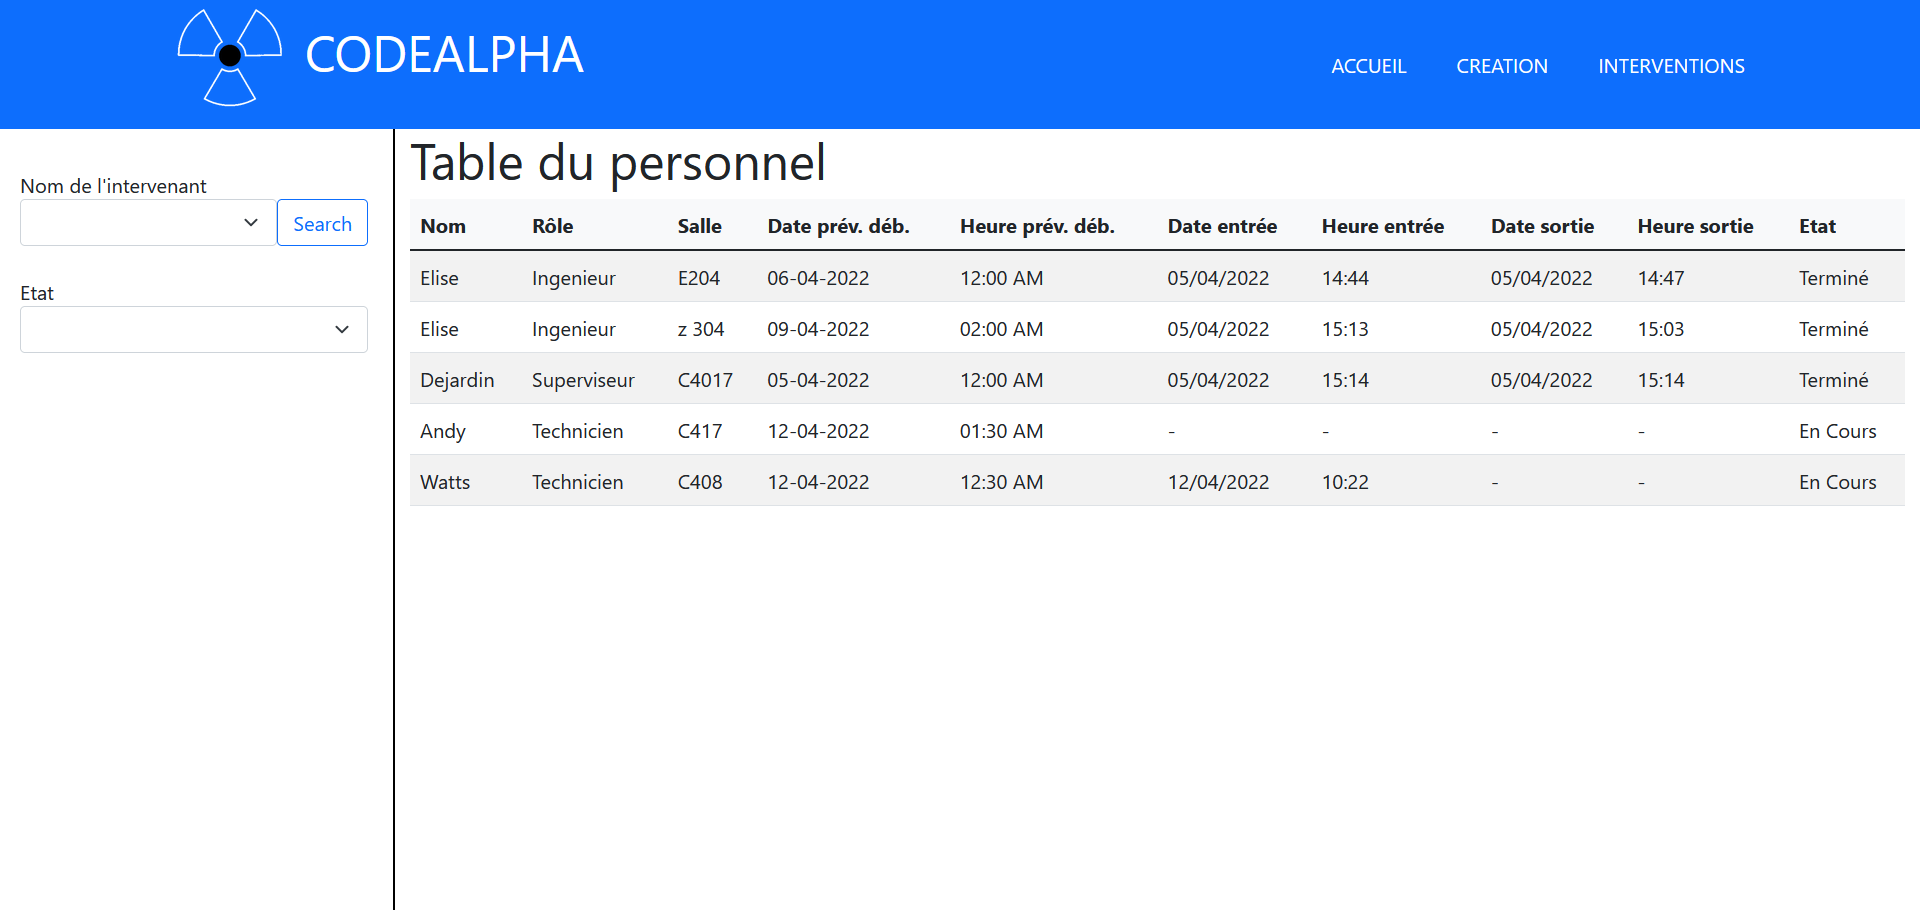 CODEALPHA
ACCUEIL CREATION INTERVENTIONS
Nom de l'intervenant
Search
Etat
Table du personnel
Nom Rôle Salle Date prév. déb. Heure prév. déb. Date entrée Heure entrée Date sortie Heure sortie Etat
Elise Ingenieur E204 06-04-2022 12:00 AM 05/04/2022 14:44 05/04/2022 14:47 Terminé
Elise Ingenieur z 304 09-04-2022 02:00 AM 05/04/2022 15:13 05/04/2022 15:03 Terminé
Dejardin Superviseur C4017 05-04-2022 12:00 AM 05/04/2022 15:14 05/04/2022 15:14 Terminé
Andy Technicien C417 12-04-2022 01:30 AM - - - - En Cours
Watts Technicien C408 12-04-2022 12:30 AM 12/04/2022 10:22 - - En Cours